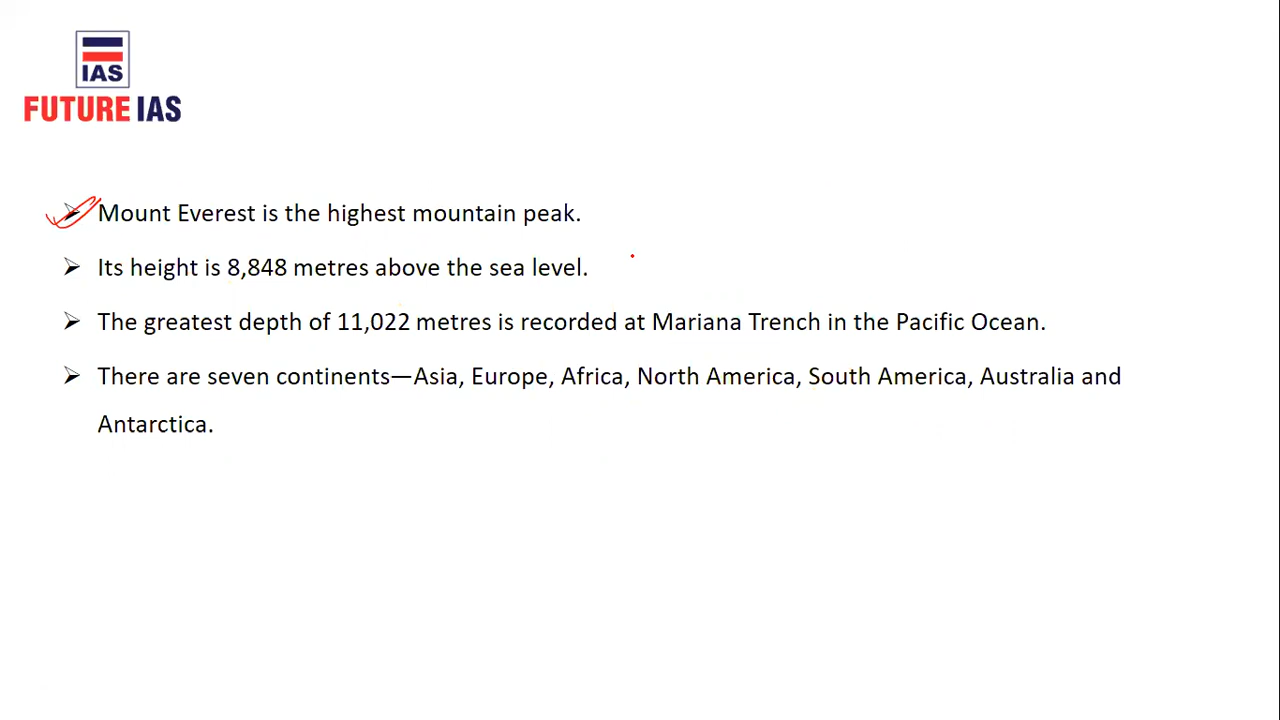 IAS
FUTURE IAS
Mount Everest is the highest mountain peak.
Its height is 8,848 metres above the sea level.
The greatest depth of 11,022 metres is recorded at Mariana Trench in the Pacific Ocean.
There are seven continents—Asia, Europe, Africa, North America, South America, Australia and
Antarctica.